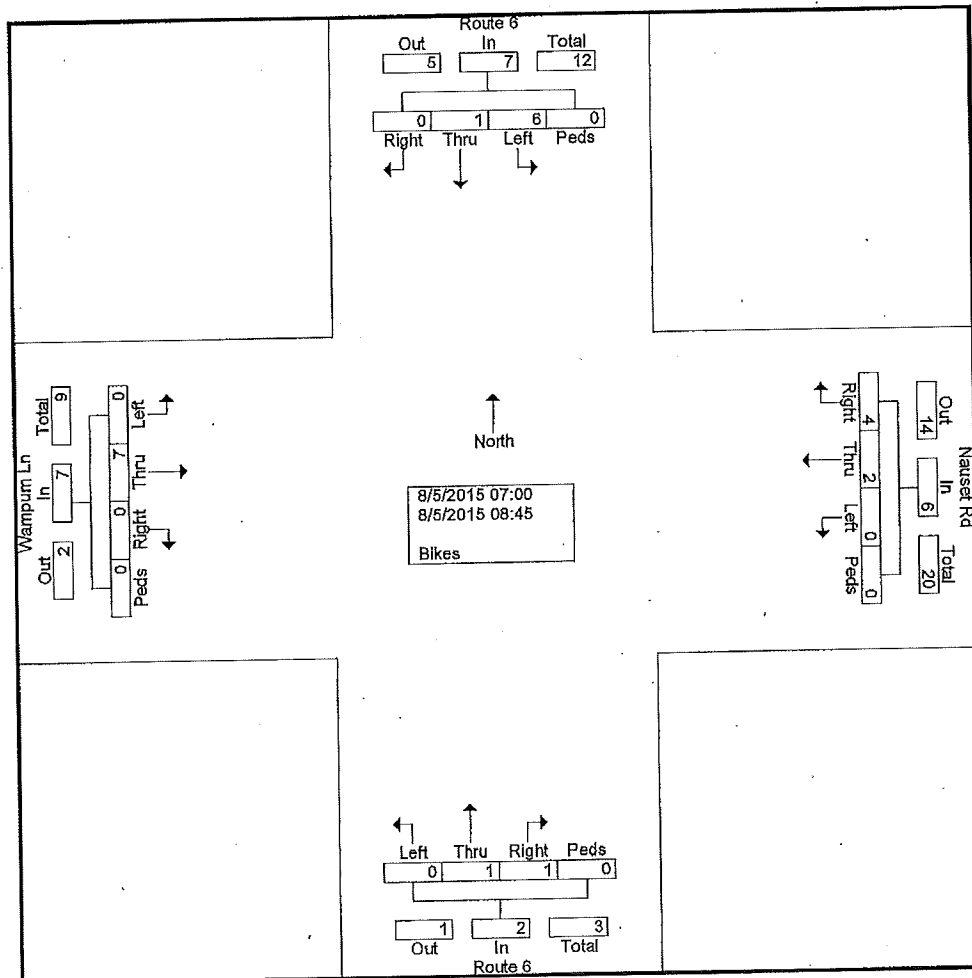 Route 6
Out In Total
5 7 12
0 1 6 0
Right Thru Left Peds
Wampum Ln
Total In Out
9 7 2
0 7 0 0
Left Thru Right Peds
North
8/5/2015 07:00
8/5/2015 08:45
Bikes
Nauset Rd
Out In Total
14 6 20
4 2 0 0
Right Thru Left Peds
Left Thru Right Peds
0 1 1 0
1 2 3
Out In Total
Route 6